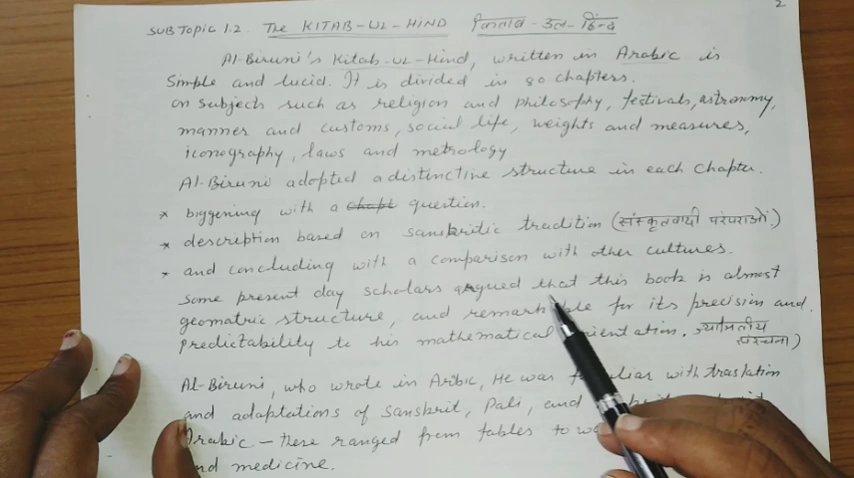 2
SUB TOPIC 1.2. The KITAB-UL-HIND किताब-उल-हिन्द
Al-Biruni's Kitab-UL-Hind, written in Arabic is
simple and lucid. It is divided in 80 chapters.
on subjects such as religion and philosophy, festivals, astronomy,
manner and customs, social life, weights and measures,
iconography, laws and metrology
Al-Biruni adopted a distinctive structure in each chapter.
* biggening with a chapt question.
* description based on sanskritic tradition (संस्कृतवादी परंपराओं)
* and concluding with a comparison with other cultures.
Some present day scholars argued that this book is almost
geomatric structure, and remarkable for its precision and
predictability to his mathematical orientation. ज्यामितीय
संरचना)
Al-Biruni, who wrote in Aribic, He was familiar with traslation
and adaptations of Sanskrit, Pali, and
Arabic - these ranged from fables to
and medicine.